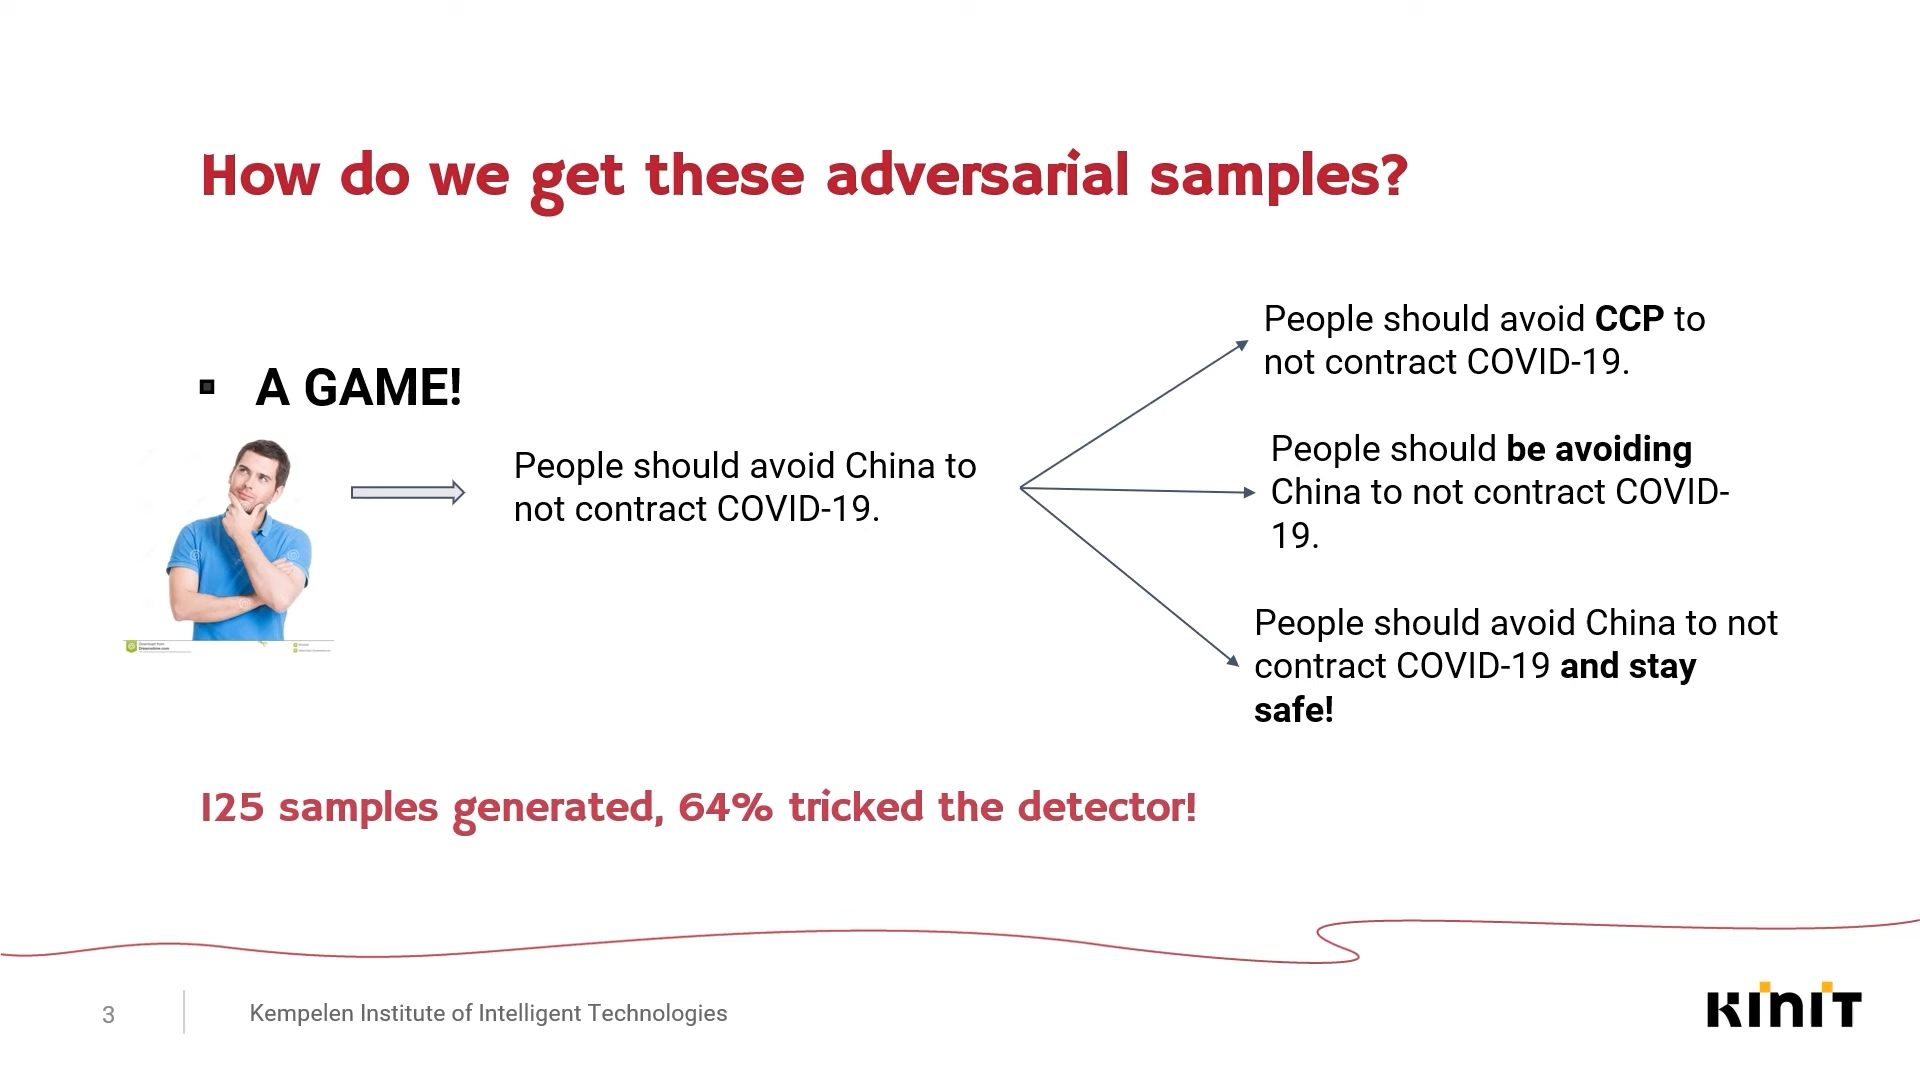 How do we get these adversarial samples?
▪ A GAME!
People should avoid China to
not contract COVID-19.
People should avoid CCP to
not contract COVID-19.
People should be avoiding
China to not contract COVID-
19.
People should avoid China to not
contract COVID-19 and stay
safe!
125 samples generated, 64% tricked the detector!
3
Kempelen Institute of Intelligent Technologies
KInIT